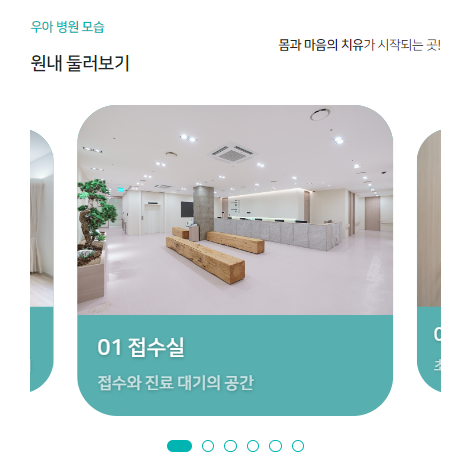 우아 병원 모습
몸과 마음의 치유가 시작되는 곳!
원내 둘러보기
01 접수실
접수와 진료 대기의 공간